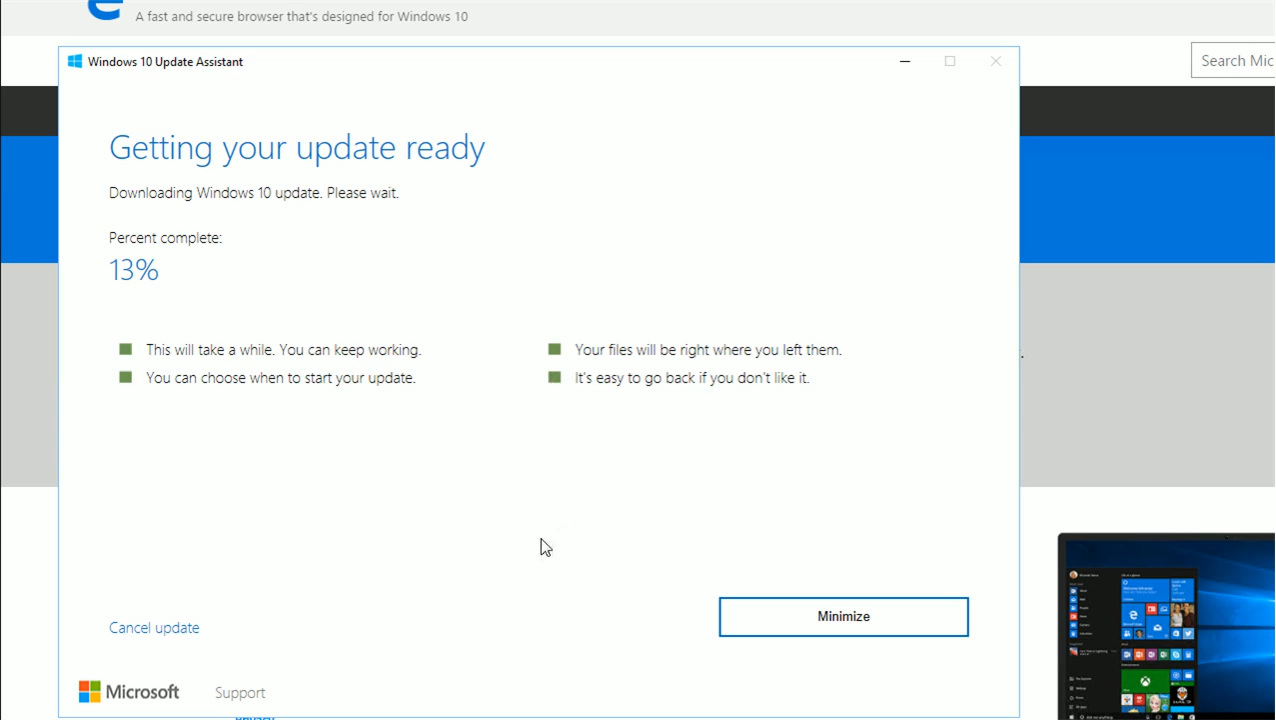 A fast and secure browser that's designed for Windows 10
Windows 10 Update Assistant
Search Mic
Getting your update ready
Downloading Windows 10 update. Please wait.
Percent complete:
13%
This will take a while. You can keep working.
Your files will be right where you left them.
You can choose when to start your update.
It's easy to go back if you don't like it.
Minimize
Cancel update
Microsoft
Support